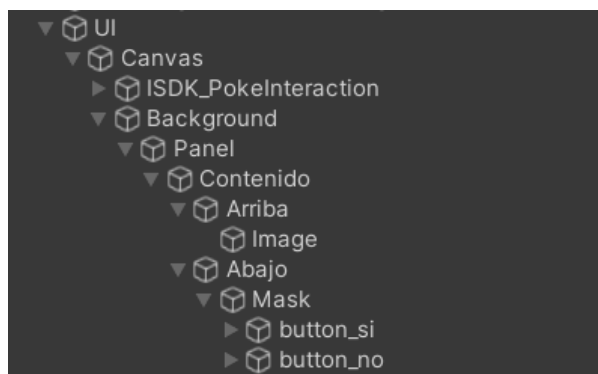 UI
Canvas
ISDK_PokeInteraction
Background
Panel
Contenido
Arriba
Image
Abajo
Mask
button_si
button_no